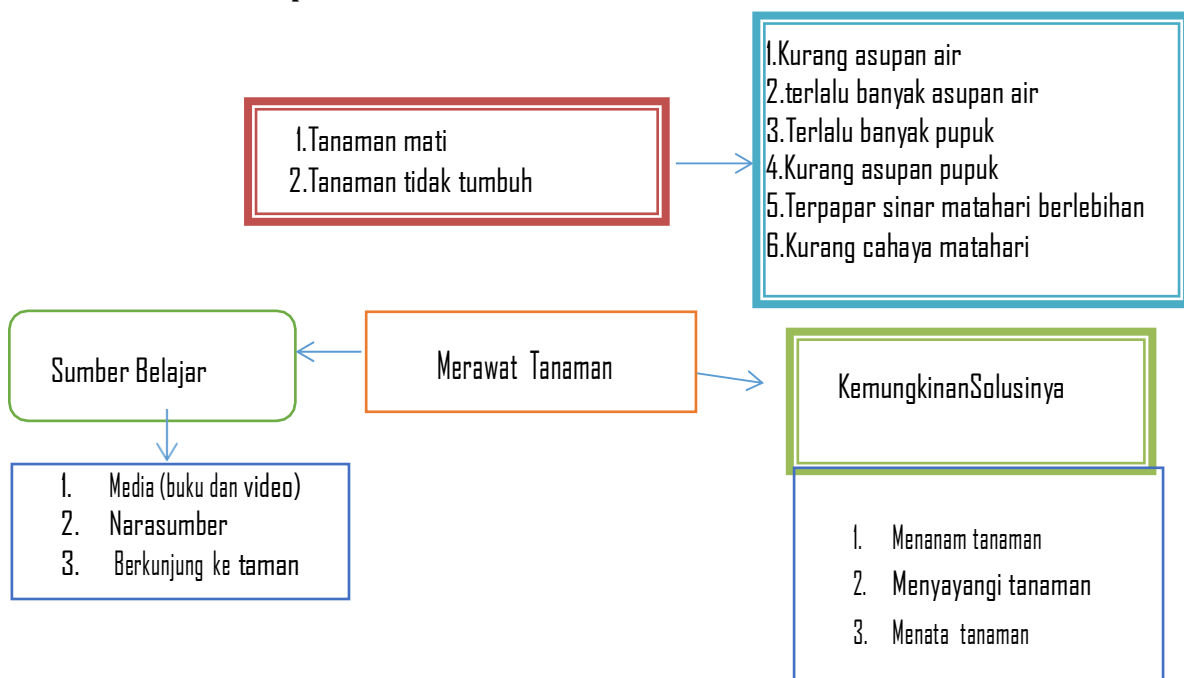 1.Tanaman mati
2.Tanaman tidak tumbuh
1.Kurang asupan air
2.terlalu banyak asupan air
3.Terlalu banyak pupuk
4.Kurang asupan pupuk
5.Terpapar sinar matahari berlebihan
6.Kurang cahaya matahari
Sumber Belajar
Merawat Tanaman
KemungkinanSolusinya
1. Media (buku dan video)
2. Narasumber
3. Berkunjung ke taman
1. Menanam tanaman
2. Menyayangi tanaman
3. Menata tanaman